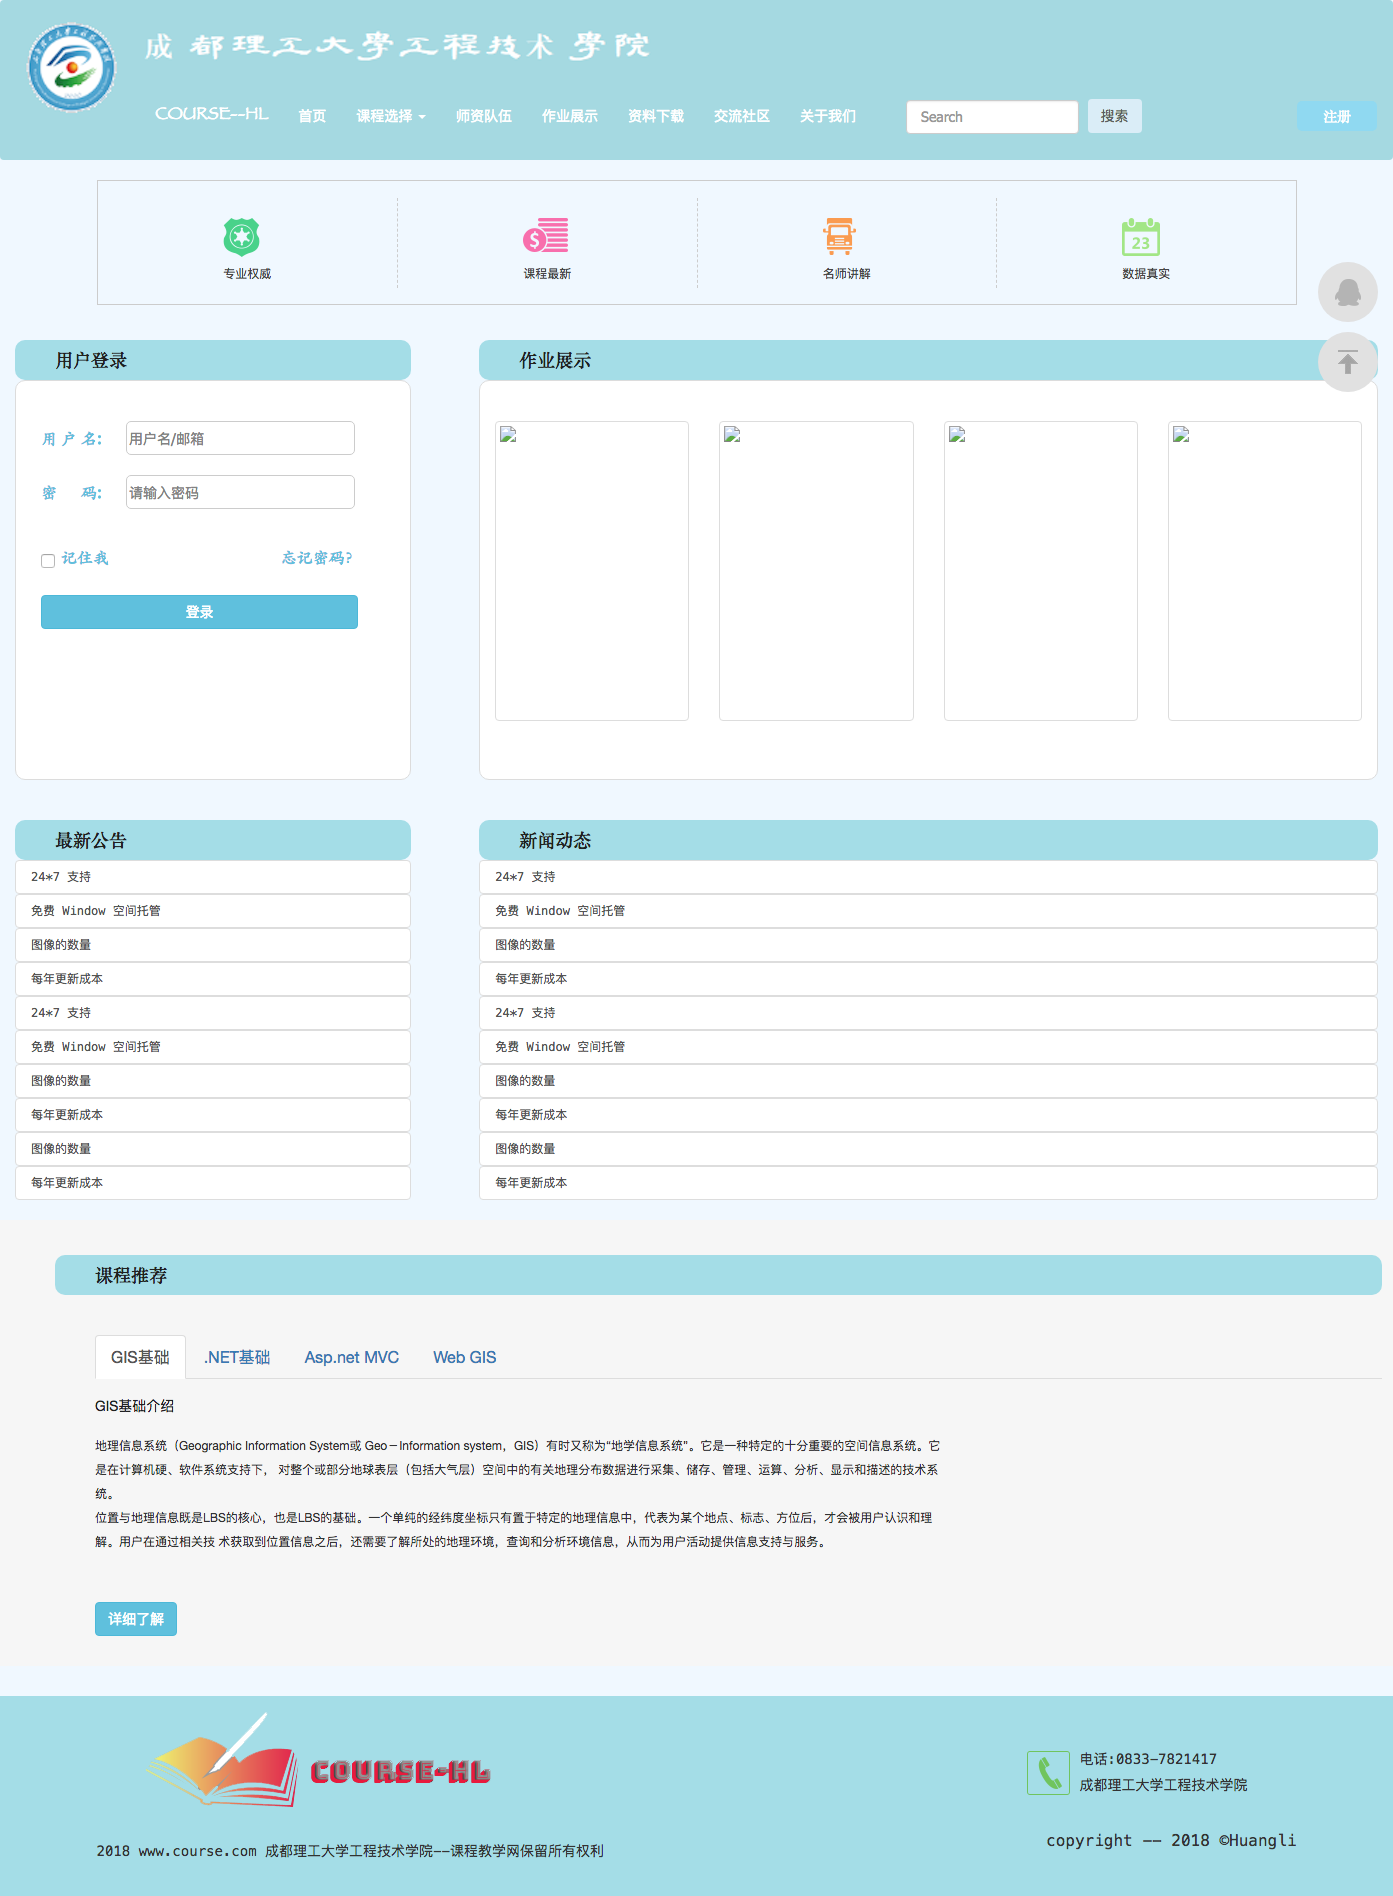 成都理工大學工程技术學院
COURSE--HL 首页 课程选择 师资队伍 作业展示 资料下载 交流社区 关于我们 Search 搜索 注册
专业权威 课程最新 名师讲解 23 数据真实
用户登录
用 户 名:
用户名/邮箱
密 码:
请输入密码
记住我 忘记密码?
登录
作业展示
最新公告
24*7 支持
免费 Window 空间托管
图像的数量
每年更新成本
24*7 支持
免费 Window 空间托管
图像的数量
每年更新成本
图像的数量
每年更新成本
新闻动态
24*7 支持
免费 Window 空间托管
图像的数量
每年更新成本
24*7 支持
免费 Window 空间托管
图像的数量
每年更新成本
图像的数量
每年更新成本
课程推荐
GIS基础 .NET基础 Asp.net MVC Web GIS
GIS基础介绍
地理信息系统（Geographic Information System或 Geo－Information system，GIS）有时又称为“地学信息系统”。它是一种特定的十分重要的空间信息系统。它
是在计算机硬、软件系统支持下， 对整个或部分地球表层（包括大气层）空间中的有关地理分布数据进行采集、储存、管理、运算、分析、显示和描述的技术系
统。
位置与地理信息既是LBS的核心，也是LBS的基础。一个单纯的经纬度坐标只有置于特定的地理信息中，代表为某个地点、标志、方位后，才会被用户认识和理
解。用户在通过相关技 术获取到位置信息之后，还需要了解所处的地理环境，查询和分析环境信息，从而为用户活动提供信息支持与服务。
详细了解
COURSE-HL
电话:0833-7821417
成都理工大学工程技术学院
2018 www.course.com 成都理工大学工程技术学院--课程教学网保留所有权利
copyright -- 2018 ©Huangli